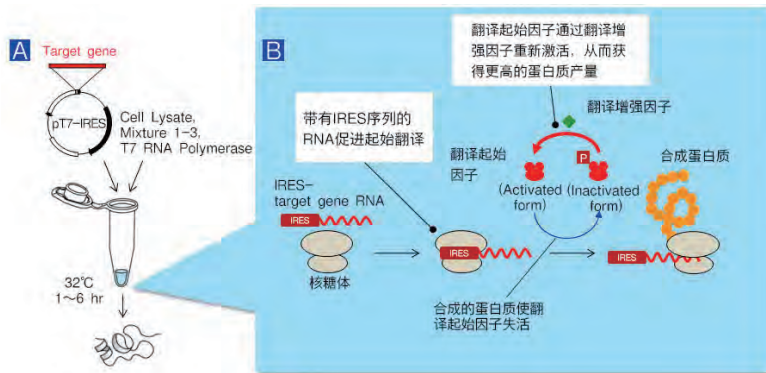 A
Target gene
pT7-IRES
Cell Lysate,
Mixture 1-3,
T7 RNA Polymerase
32℃
1~6 hr
B
翻译起始因子通过翻译增
强因子重新激活，从而获
得更高的蛋白质产量
带有IRES序列的
RNA促进起始翻译
翻译增强因子
翻译起始
因子
P
合成蛋白质
(Activated
form)
(Inactivated
form)
IRES-
target gene RNA
IRES
IRES
IRES
核糖体
合成的蛋白质使翻
译起始因子失活